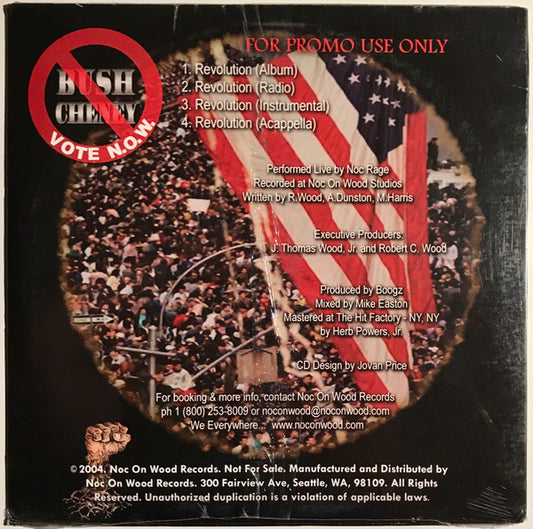 BUSH
CHENEY
VOTE N.O.W.
FOR PROMO USE ONLY
1. Revolution (Album)
2. Revolution (Radio)
3. Revolution (Instrumental)
4. Revolution (Acappella)
Performed Live by Noc Rage
Recorded at Noc On Wood Studios
Written by R.Wood, A.Dunston, M.Harris
Executive Producers:
J. Thomas Wood, Jr. and Robert C. Wood
Produced by Boogz
Mixed by Mike Easton
Mastered at The Hit Factory - NY, NY
by Herb Powers, Jr.
CD Design by Jovan Price
For booking & more info, contact Noc On Wood Records
ph 1 (800) 253-8009 or noconwood@noconwood.com
We Everywhere... www.noconwood.com
©2004. Noc On Wood Records. Not For Sale. Manufactured and Distributed by
Noc On Wood Records. 300 Fairview Ave, Seattle, WA, 98109. All Rights
Reserved. Unauthorized duplication is a violation of applicable laws.